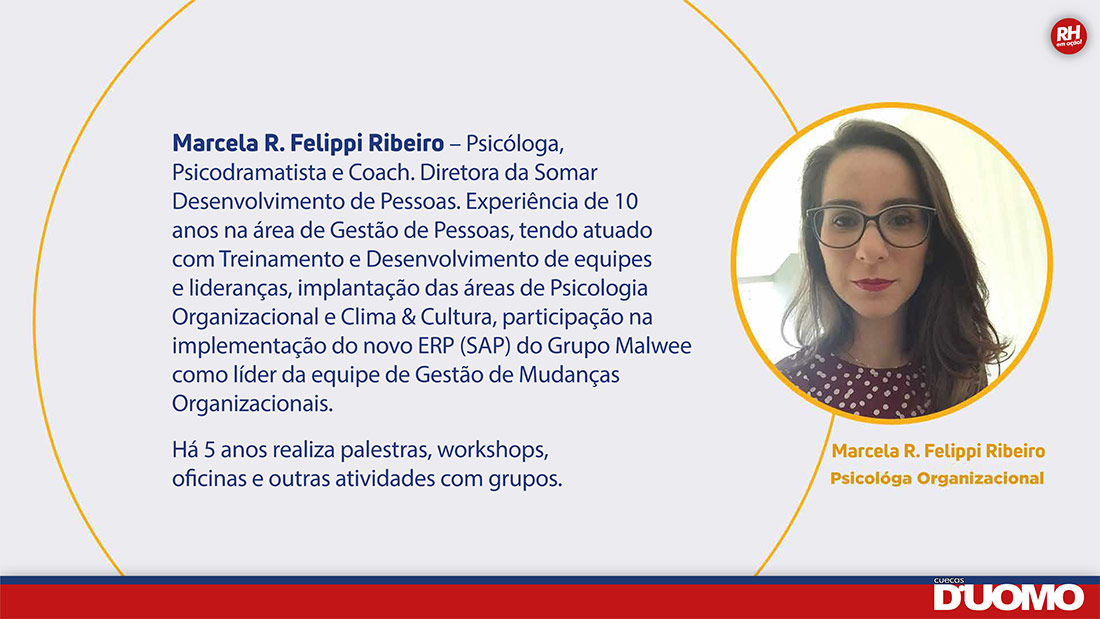 RH
em ação!
Marcela R. Felippi Ribeiro – Psicóloga,
Psicodramatista e Coach. Diretora da Somar
Desenvolvimento de Pessoas. Experiência de 10
anos na área de Gestão de Pessoas, tendo atuado
com Treinamento e Desenvolvimento de equipes
e lideranças, implantação das áreas de Psicologia
Organizacional e Clima & Cultura, participação na
implementação do novo ERP (SAP) do Grupo Malwee
como líder da equipe de Gestão de Mudanças
Organizacionais.
Há 5 anos realiza palestras, workshops,
oficinas e outras atividades com grupos.
Marcela R. Felippi Ribeiro
Psicológa Organizacional
cuecas
D'UOMO